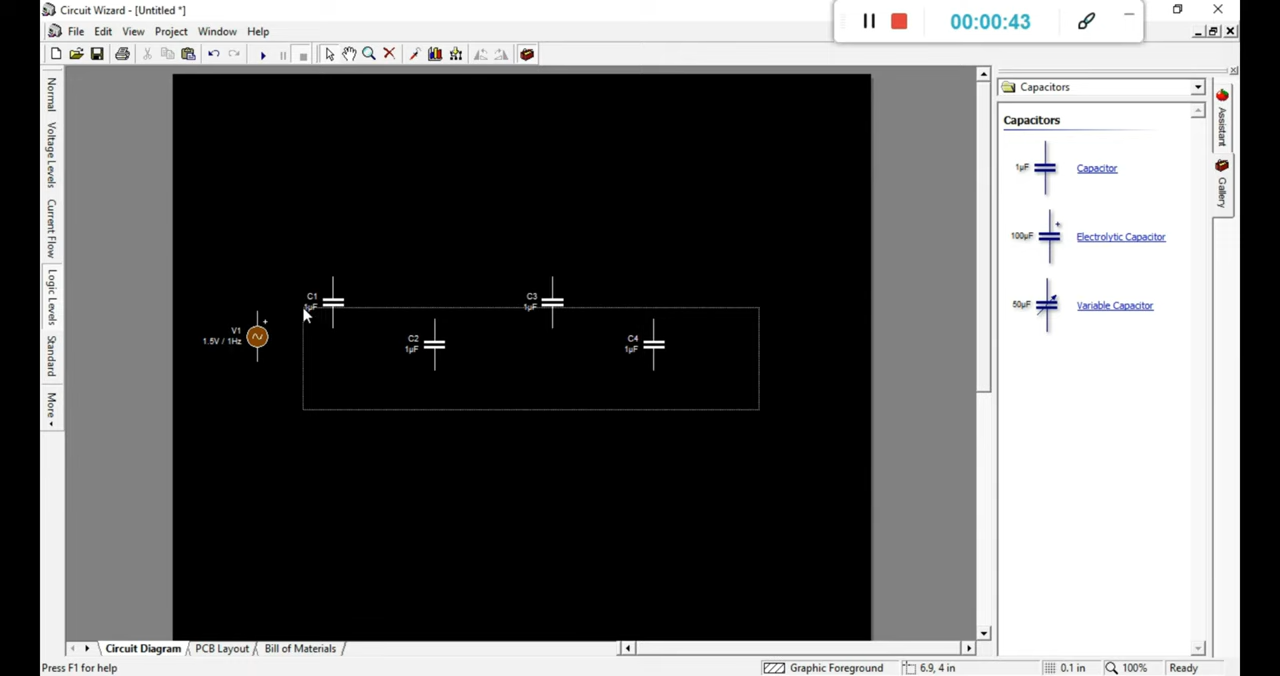 Circuit Wizard - [Untitled *]
00:00:43
File Edit View Project Window Help
Normal
Voltage Levels
Current Flow
Logic Levels
Standard
More
C1
1µF
C3
1µF
V1
1.5V / 1Hz
C2
1µF
C4
1µF
Capacitors
Capacitors
1µF Capacitor
100µF Electrolytic Capacitor
50µF Variable Capacitor
Assistant
Gallery
Circuit Diagram PCB Layout Bill of Materials
Press F1 for help Graphic Foreground 6.9, 4 in 0.1 in 100% Ready